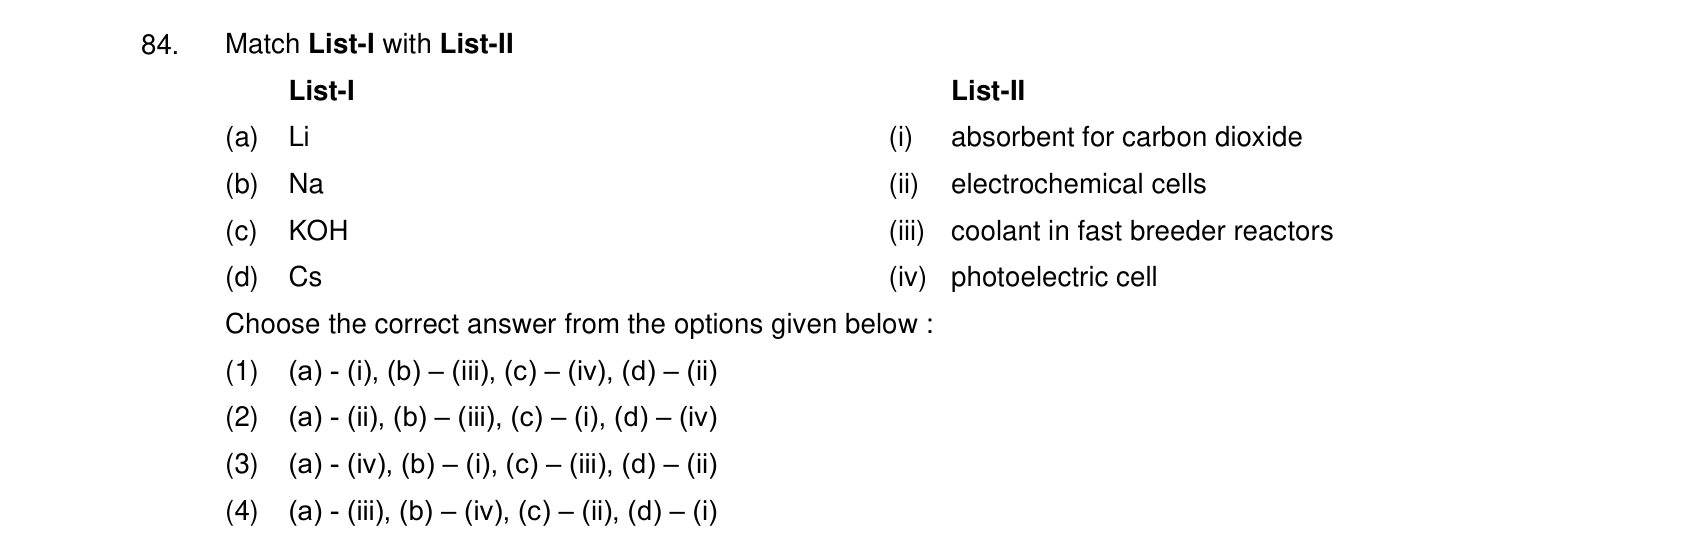 84. Match List-I with List-II
List-I List-II
(a) Li (i) absorbent for carbon dioxide
(b) Na (ii) electrochemical cells
(c) KOH (iii) coolant in fast breeder reactors
(d) Cs (iv) photoelectric cell
Choose the correct answer from the options given below :
(1) (a) - (i), (b) – (iii), (c) – (iv), (d) – (ii)
(2) (a) - (ii), (b) – (iii), (c) – (i), (d) – (iv)
(3) (a) - (iv), (b) – (i), (c) – (iii), (d) – (ii)
(4) (a) - (iii), (b) – (iv), (c) – (ii), (d) – (i)